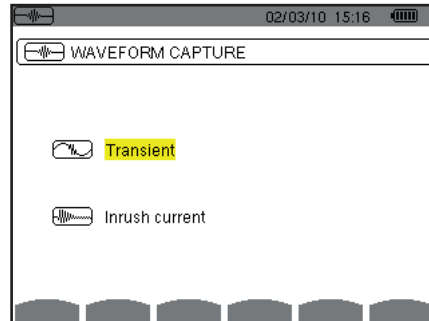 02/03/10 15:16
WAVEFORM CAPTURE
Transient
Inrush current